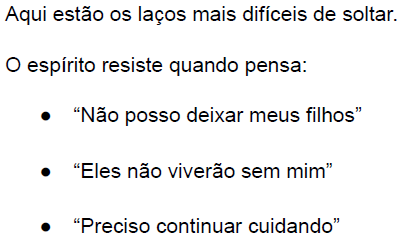 Aqui estão os laços mais difíceis de soltar.
O espírito resiste quando pensa:
● “Não posso deixar meus filhos”
● “Eles não viverão sem mim”
● “Preciso continuar cuidando”